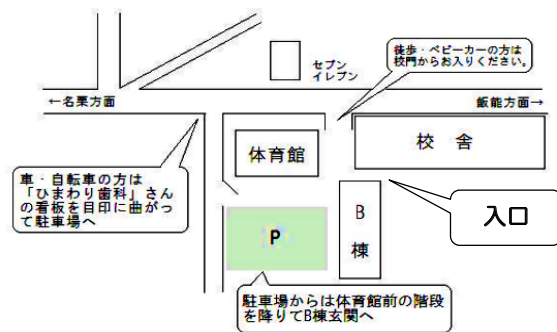 セブン
イレブン
徒歩・ベビーカーの方は
校門からお入りください。
←名栗方面
飯能方面→
体育館
校 舎
車・自転車の方は
「ひまわり歯科」さん
の看板を目印に曲がっ
て駐車場へ
B
棟
入口
P
駐車場からは体育館前の階段
を降りてB棟玄関へ